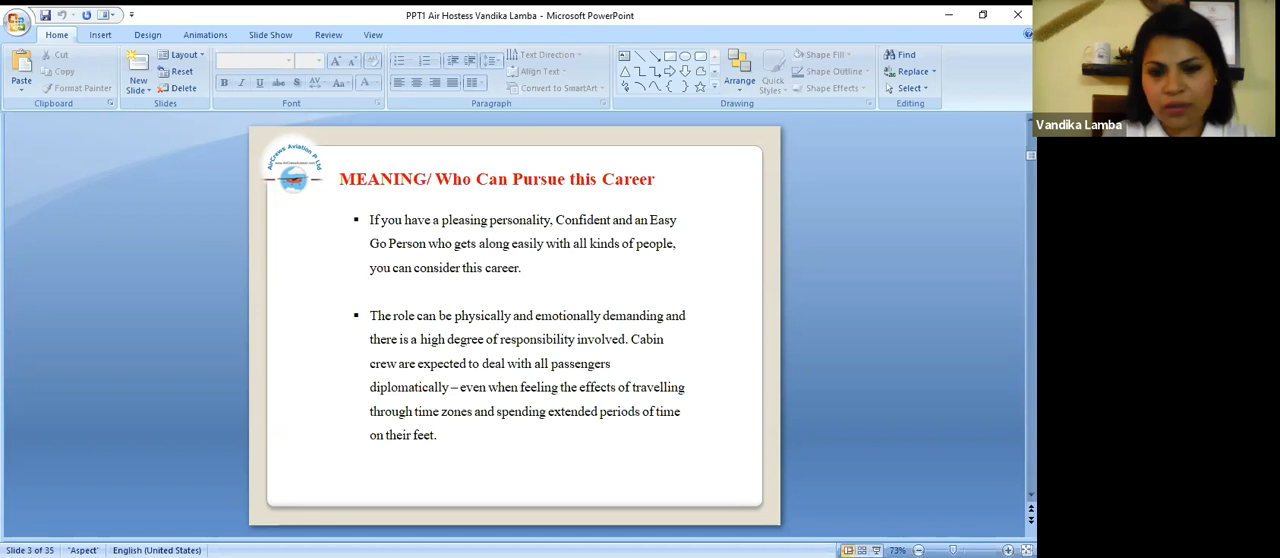 PPT1 Air Hostess Vandika Lamba - Microsoft PowerPoint
Home Insert Design Animations Slide Show Review View
Paste
Cut
Copy
Format Painter
Clipboard
New
Slide
Layout
Reset
Delete
Slides
B I U abc S AV Aa A
Font
Text Direction
Align Text
Convert to SmartArt
Paragraph
Arrange
Quick
Styles
Shape Fill
Shape Outline
Shape Effects
Drawing
Find
Replace
Select
Editing
Vandika Lamba
AirCrews Aviation P Ltd
MEANING/ Who Can Pursue this Career
▪ If you have a pleasing personality, Confident and an Easy
Go Person who gets along easily with all kinds of people,
you can consider this career.
▪ The role can be physically and emotionally demanding and
there is a high degree of responsibility involved. Cabin
crew are expected to deal with all passengers
diplomatically – even when feeling the effects of travelling
through time zones and spending extended periods of time
on their feet.
Slide 3 of 35 "Aspect" English (United States) 73%